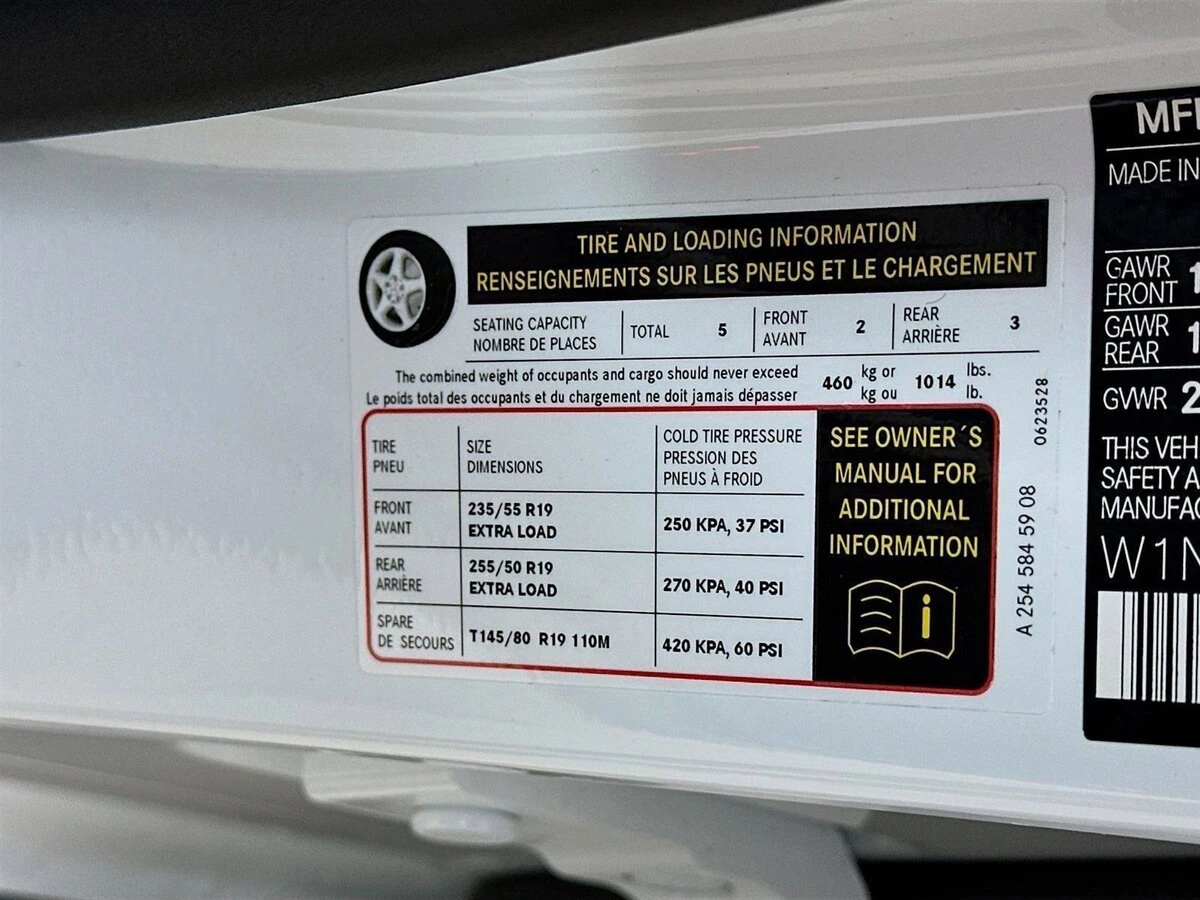 TIRE AND LOADING INFORMATION
RENSEIGNEMENTS SUR LES PNEUS ET LE CHARGEMENT
SEATING CAPACITY
NOMBRE DE PLACES
TOTAL 5
FRONT
AVANT
2
REAR
ARRIÈRE
3
The combined weight of occupants and cargo should never exceed
Le poids total des occupants et du chargement ne doit jamais dépasser
460
kg or
kg ou
1014
lbs.
lb.
TIRE
PNEU
SIZE
DIMENSIONS
COLD TIRE PRESSURE
PRESSION DES
PNEUS À FROID
FRONT
AVANT
235/55 R19
EXTRA LOAD
250 KPA, 37 PSI
REAR
ARRIÈRE
255/50 R19
EXTRA LOAD
270 KPA, 40 PSI
SPARE
DE SECOURS
T145/80 R19 110M
420 KPA, 60 PSI
SEE OWNER´S
MANUAL FOR
ADDITIONAL
INFORMATION
i
0623528
A 254 584 59 08
MADE IN
GAWR
FRONT
1
GAWR
REAR
1
GVWR 2
THIS VEH
SAFETY A
MANUFAC
W1N